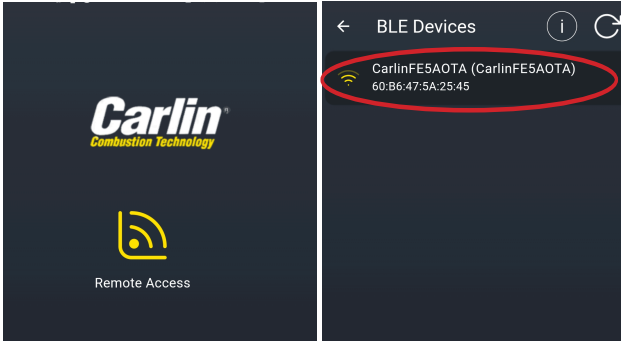 Carlin
Combustion Technology
Remote Access
BLE Devices
CarlinFE5AOTA (CarlinFE5AOTA)
60:B6:47:5A:25:45